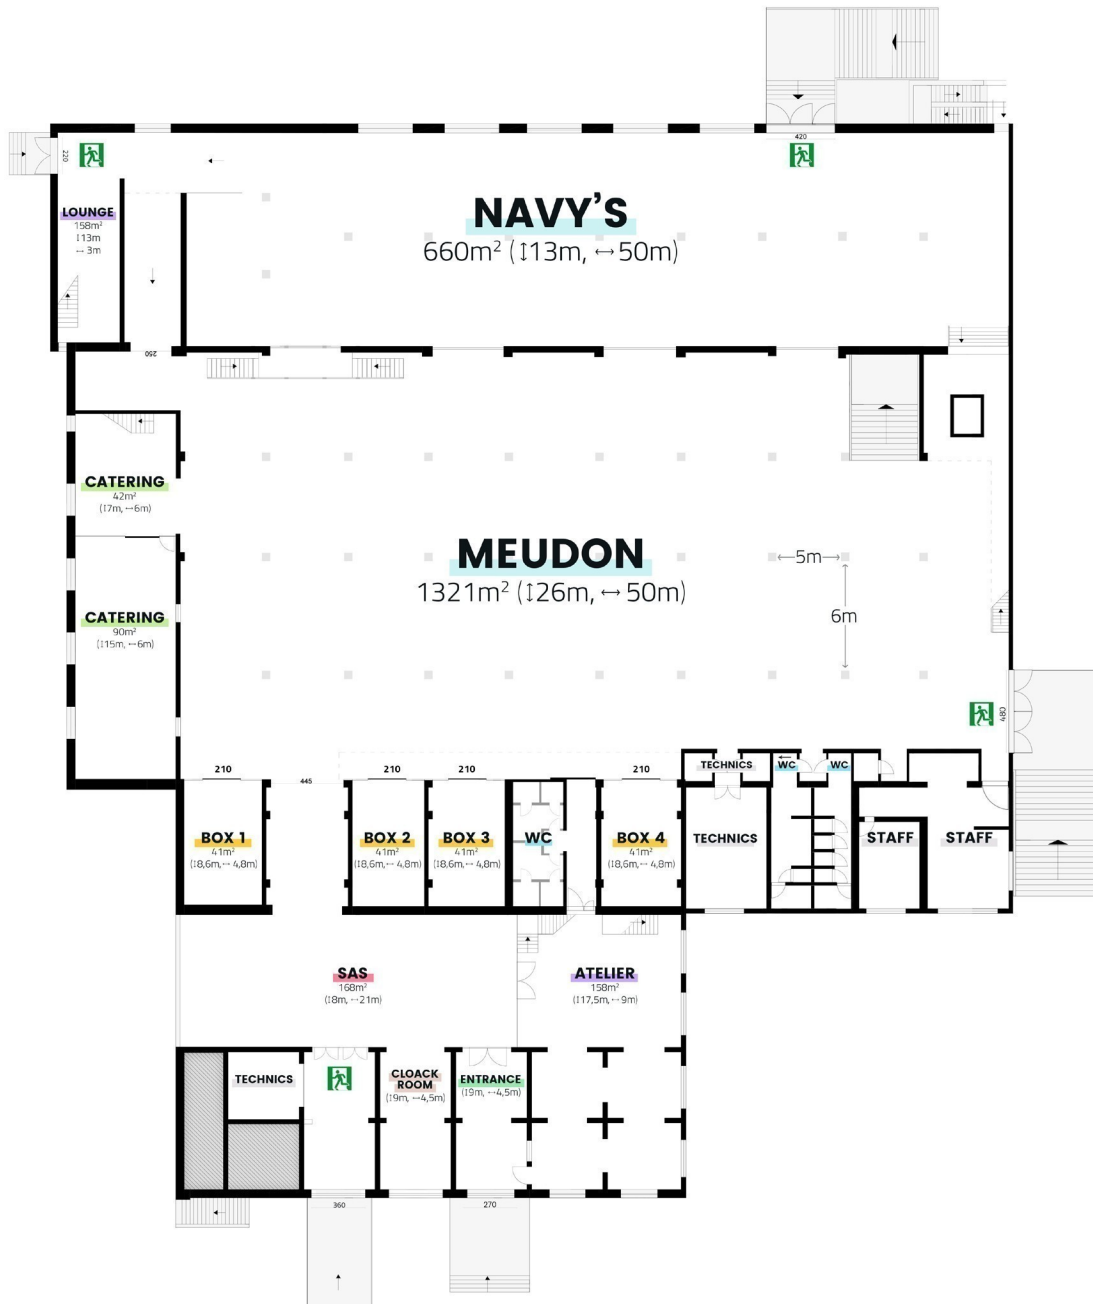 420
220
NAVY'S
660m² (↕13m, ↔50m)
LOUNGE
158m²
↕13m
↔ 3m
250
CATERING
42m²
(↕7m, ↔6m)
MEUDON
1321m² (↕26m, ↔50m)
←5m→
6m
CATERING
90m²
(↕15m, ↔6m)
480
210
445
210
210
210
TECHNICS
WC
WC
BOX 1
41m²
(↕8,6m, ↔ 4,8m)
BOX 2
41m²
(↕8,6m, ↔ 4,8m)
BOX 3
41m²
(↕8,6m, ↔ 4,8m)
WC
BOX 4
41m²
(↕8,6m, ↔ 4,8m)
TECHNICS
STAFF
STAFF
SAS
168m²
(↕8m, ↔21m)
ATELIER
158m²
(↕17,5m, ↔9m)
TECHNICS
CLOACK
ROOM
(↕9m, ↔4,5m)
ENTRANCE
(↕9m, ↔4,5m)
360
270